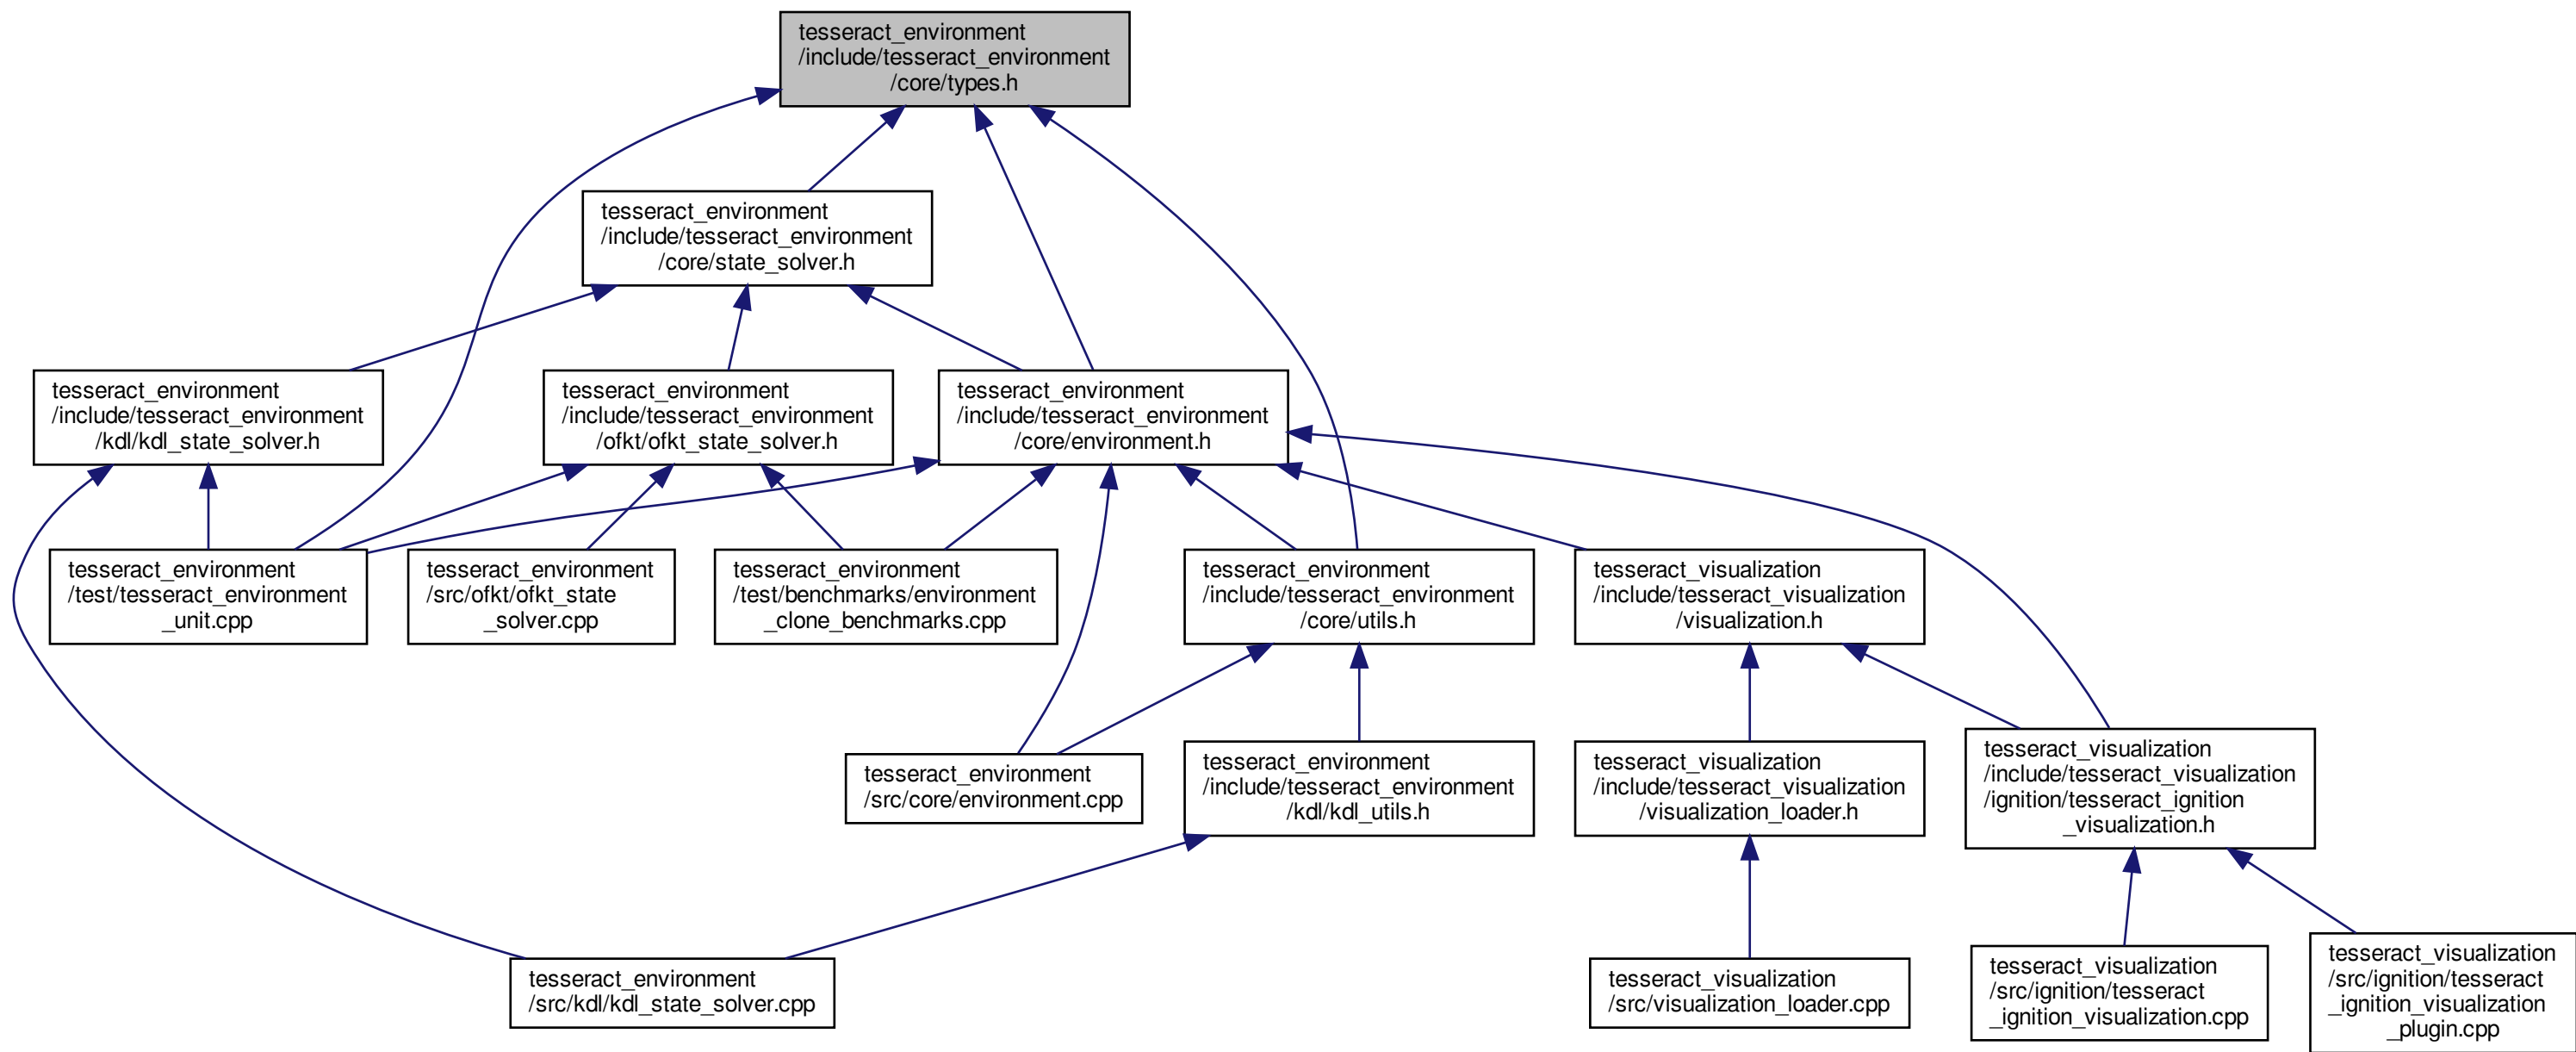 tesseract_environment
/include/tesseract_environment
/core/types.h
tesseract_environment
/include/tesseract_environment
/core/state_solver.h
tesseract_environment
/include/tesseract_environment
/kdl/kdl_state_solver.h
tesseract_environment
/include/tesseract_environment
/ofkt/ofkt_state_solver.h
tesseract_environment
/include/tesseract_environment
/core/environment.h
tesseract_environment
/test/tesseract_environment
_unit.cpp
tesseract_environment
/src/ofkt/ofkt_state
_solver.cpp
tesseract_environment
/test/benchmarks/environment
_clone_benchmarks.cpp
tesseract_environment
/include/tesseract_environment
/core/utils.h
tesseract_visualization
/include/tesseract_visualization
/visualization.h
tesseract_environment
/src/core/environment.cpp
tesseract_environment
/include/tesseract_environment
/kdl/kdl_utils.h
tesseract_visualization
/include/tesseract_visualization
/visualization_loader.h
tesseract_visualization
/include/tesseract_visualization
/ignition/tesseract_ignition
_visualization.h
tesseract_environment
/src/kdl/kdl_state_solver.cpp
tesseract_visualization
/src/visualization_loader.cpp
tesseract_visualization
/src/ignition/tesseract
_ignition_visualization.cpp
tesseract_visualization
/src/ignition/tesseract
_ignition_visualization
_plugin.cpp